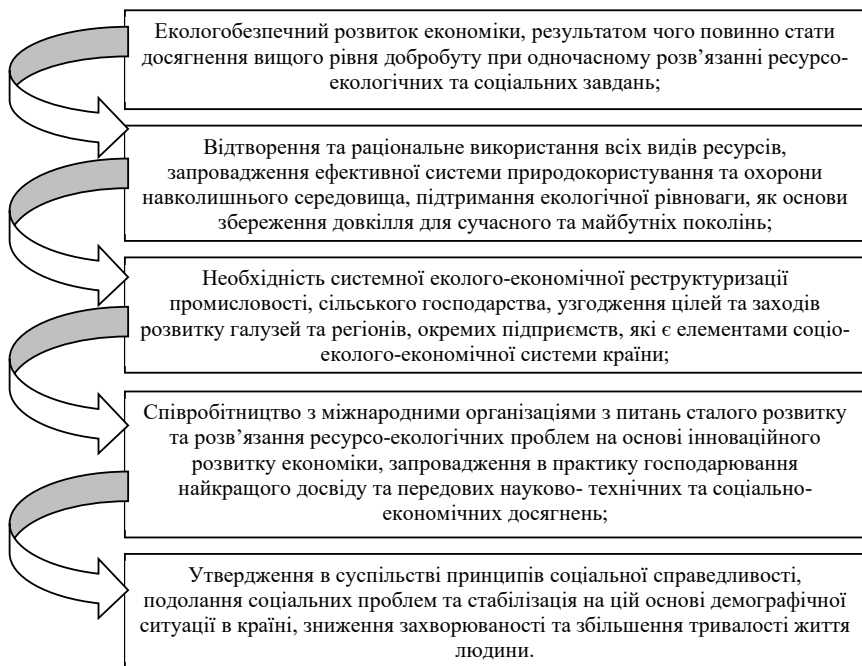 Екологобезпечний розвиток економіки, результатом чого повинно стати
досягнення вищого рівня добробуту при одночасному розв’язанні ресурсо-
екологічних та соціальних завдань;
Відтворення та раціональне використання всіх видів ресурсів,
запровадження ефективної системи природокористування та охорони
навколишнього середовища, підтримання екологічної рівноваги, як основи
збереження довкілля для сучасного та майбутніх поколінь;
Необхідність системної еколого-економічної реструктуризації
промисловості, сільського господарства, узгодження цілей та заходів
розвитку галузей та регіонів, окремих підприємств, які є елементами соціо-
еколого-економічної системи країни;
Співробітництво з міжнародними організаціями з питань сталого розвитку
та розв’язання ресурсо-екологічних проблем на основі інноваційного
розвитку економіки, запровадження в практику господарювання
найкращого досвіду та передових науково- технічних та соціально-
економічних досягнень;
Утвердження в суспільстві принципів соціальної справедливості,
подолання соціальних проблем та стабілізація на цій основі демографічної
ситуації в країні, зниження захворюваності та збільшення тривалості життя
людини.